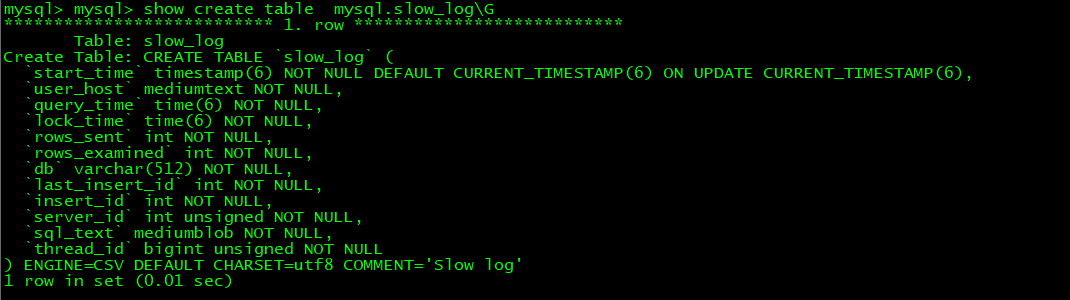 mysql> mysql> show create table  mysql.slow_log\G
*************************** 1. row ***************************
       Table: slow_log
Create Table: CREATE TABLE `slow_log` (
  `start_time` timestamp(6) NOT NULL DEFAULT CURRENT_TIMESTAMP(6) ON UPDATE CURRENT_TIMESTAMP(6),
  `user_host` mediumtext NOT NULL,
  `query_time` time(6) NOT NULL,
  `lock_time` time(6) NOT NULL,
  `rows_sent` int NOT NULL,
  `rows_examined` int NOT NULL,
  `db` varchar(512) NOT NULL,
  `last_insert_id` int NOT NULL,
  `insert_id` int NOT NULL,
  `server_id` int unsigned NOT NULL,
  `sql_text` mediumblob NOT NULL,
  `thread_id` bigint unsigned NOT NULL
) ENGINE=CSV DEFAULT CHARSET=utf8 COMMENT='Slow log'
1 row in set (0.01 sec)